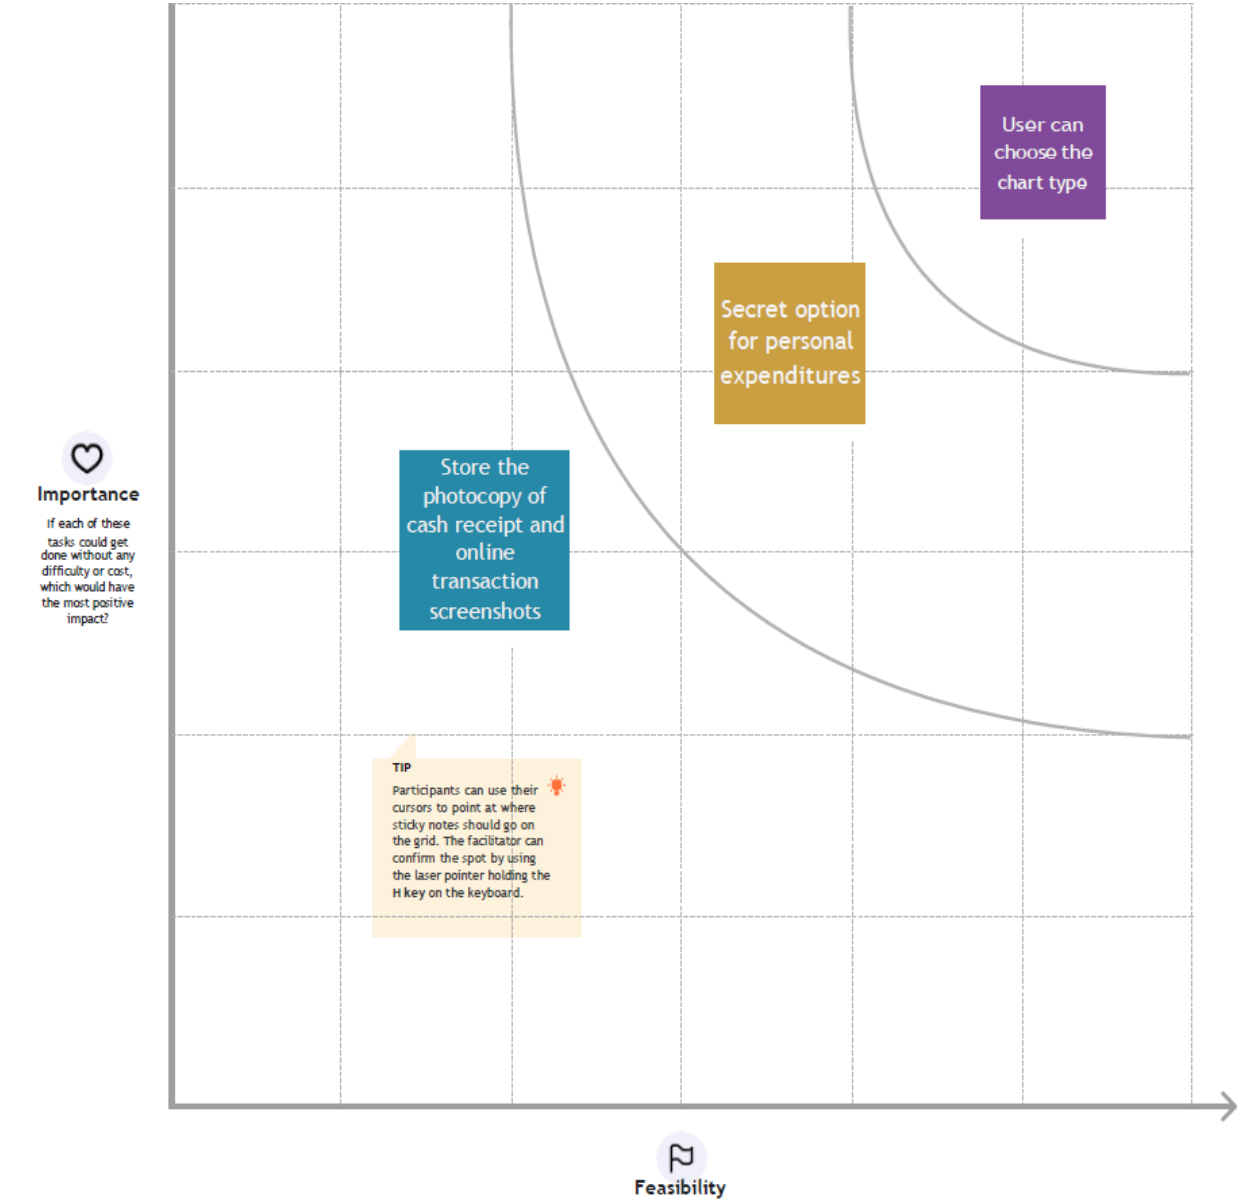 User can
choose the
chart type
Secret option
for personal
expenditures
Store the
photocopy of
cash receipt and
online
transaction
screenshots
Importance
If each of these
tasks could get
done without any
difficulty or cost,
which would have
the most positive
impact?
TIP
Participants can use their
cursors to point at where
sticky notes should go on
the grid. The facilitator can
confirm the spot by using
the laser pointer holding the
H key on the keyboard.
Feasibility